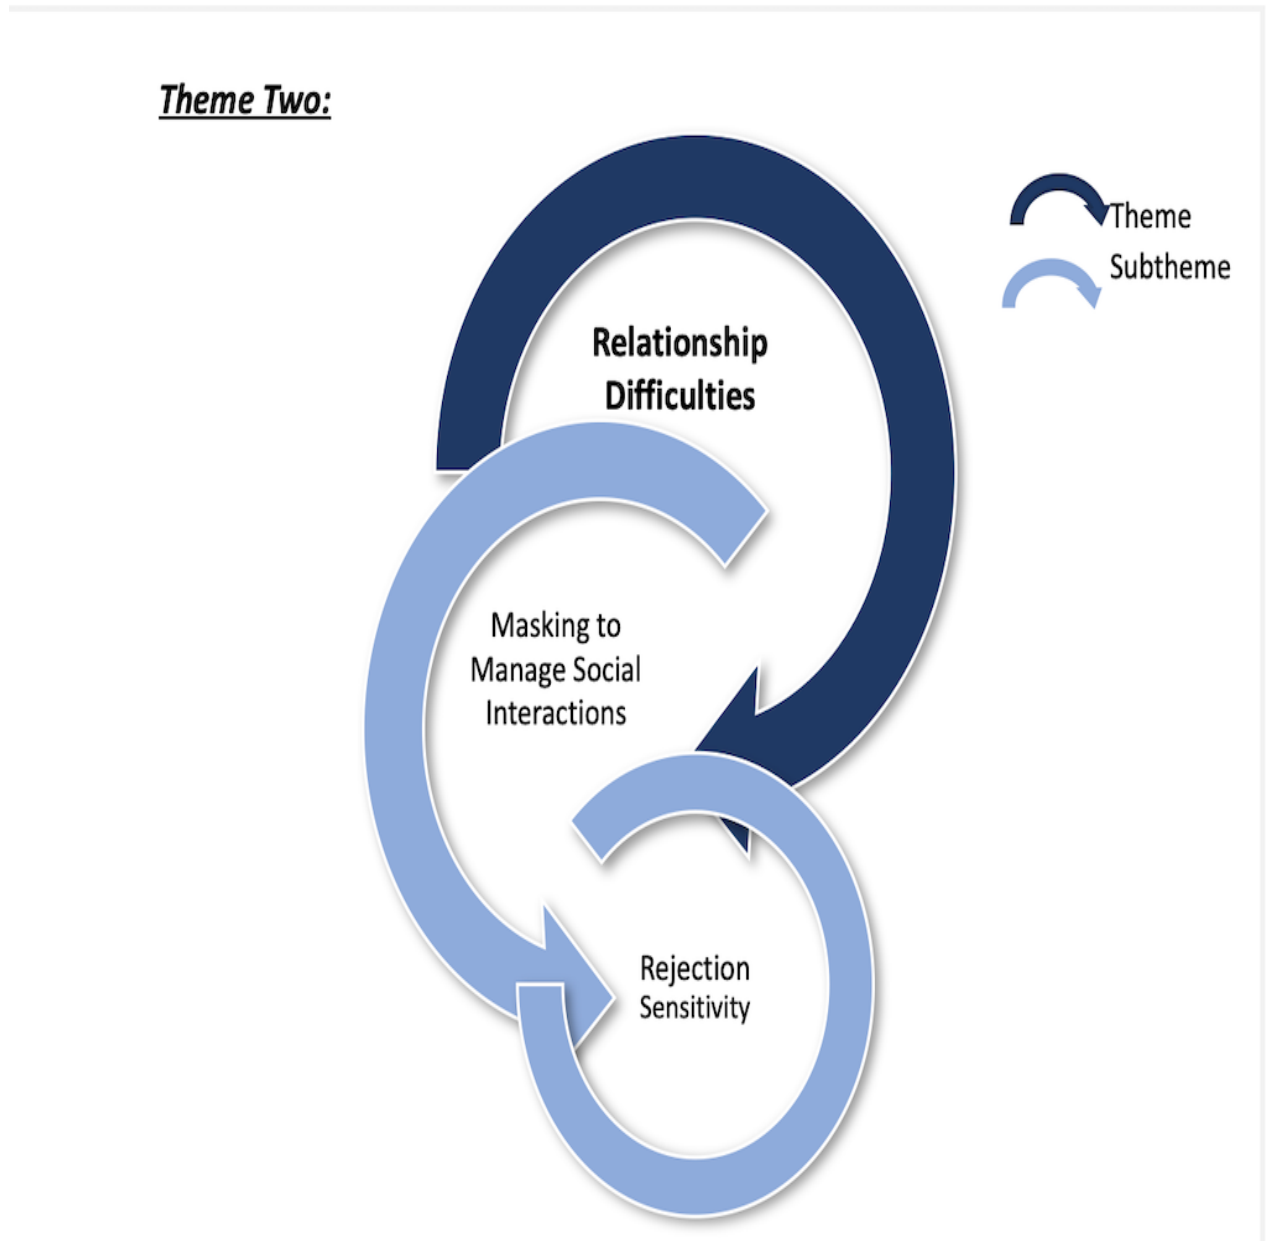 Theme Two:
Theme
Subtheme
Relationship
Difficulties
Masking to
Manage Social
Interactions
Rejection
Sensitivity